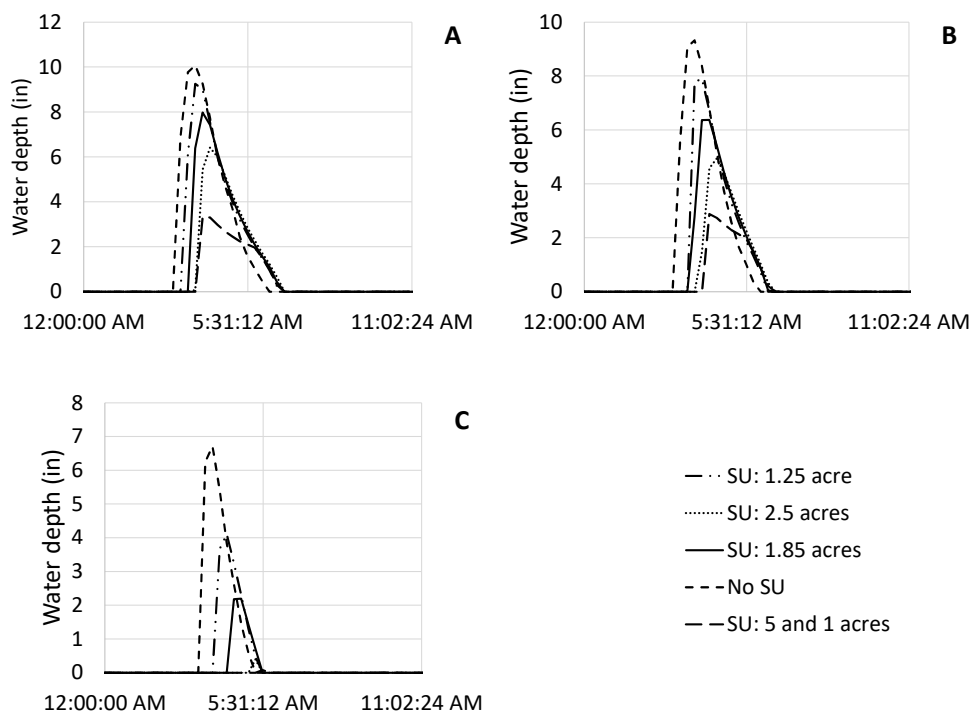 A
Water depth (in)
12
10
8
6
4
2
0
12:00:00 AM 5:31:12 AM 11:02:24 AM
B
Water depth (in)
10
8
6
4
2
0
12:00:00 AM 5:31:12 AM 11:02:24 AM
C
Water depth (in)
8
7
6
5
4
3
2
1
0
12:00:00 AM 5:31:12 AM 11:02:24 AM
SU: 1.25 acre
SU: 2.5 acres
SU: 1.85 acres
No SU
SU: 5 and 1 acres